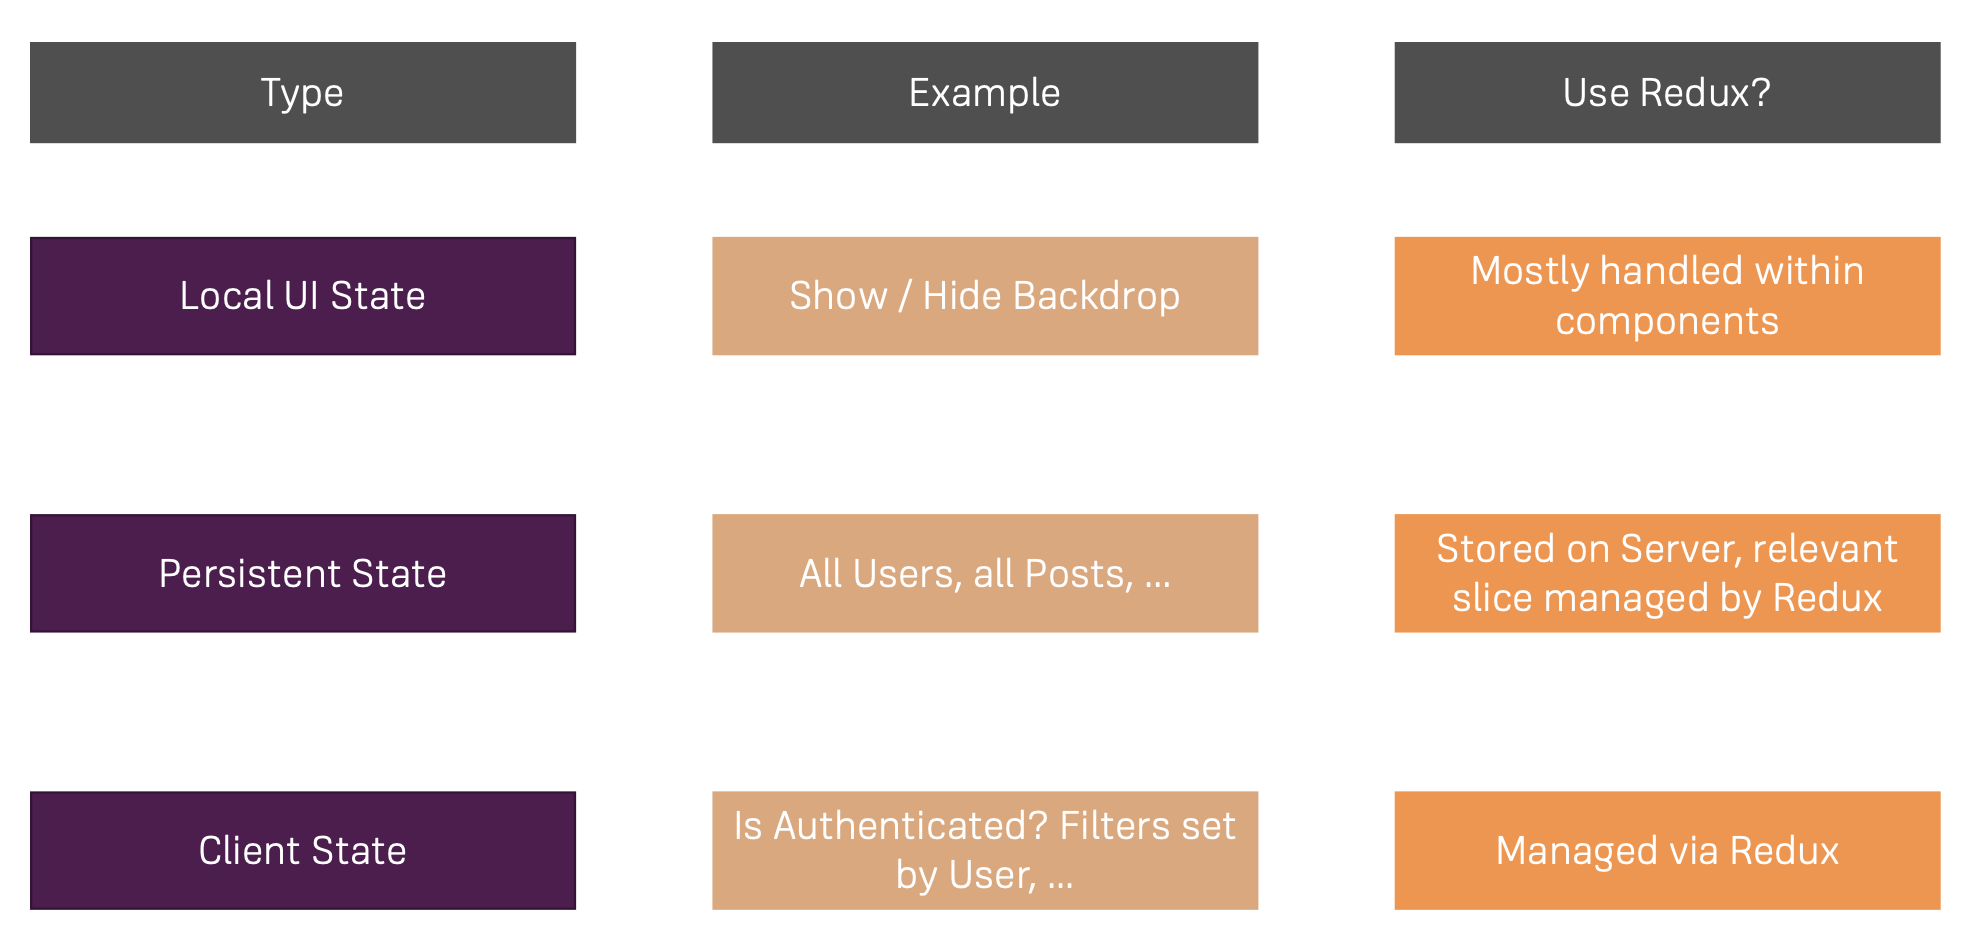 Type
Example
Use Redux?
Local UI State
Show / Hide Backdrop
Mostly handled within
components
Persistent State
All Users, all Posts, ...
Stored on Server, relevant
slice managed by Redux
Client State
Is Authenticated? Filters set
by User, ...
Managed via Redux